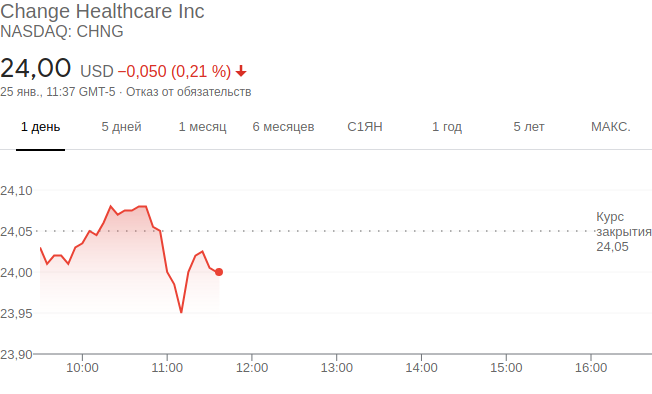 Change Healthcare Inc
NASDAQ: CHNG
24,00 USD −0,050 (0,21 %)
25 янв., 11:37 GMT-5 · Отказ от обязательств
1 день 5 дней 1 месяц 6 месяцев С1ЯН 1 год 5 лет МАКС.
24,10
Курс
24,05 закрытия
24,05
24,00
23,95
23,90
10:00 11:00 12:00 13:00 14:00 15:00 16:00